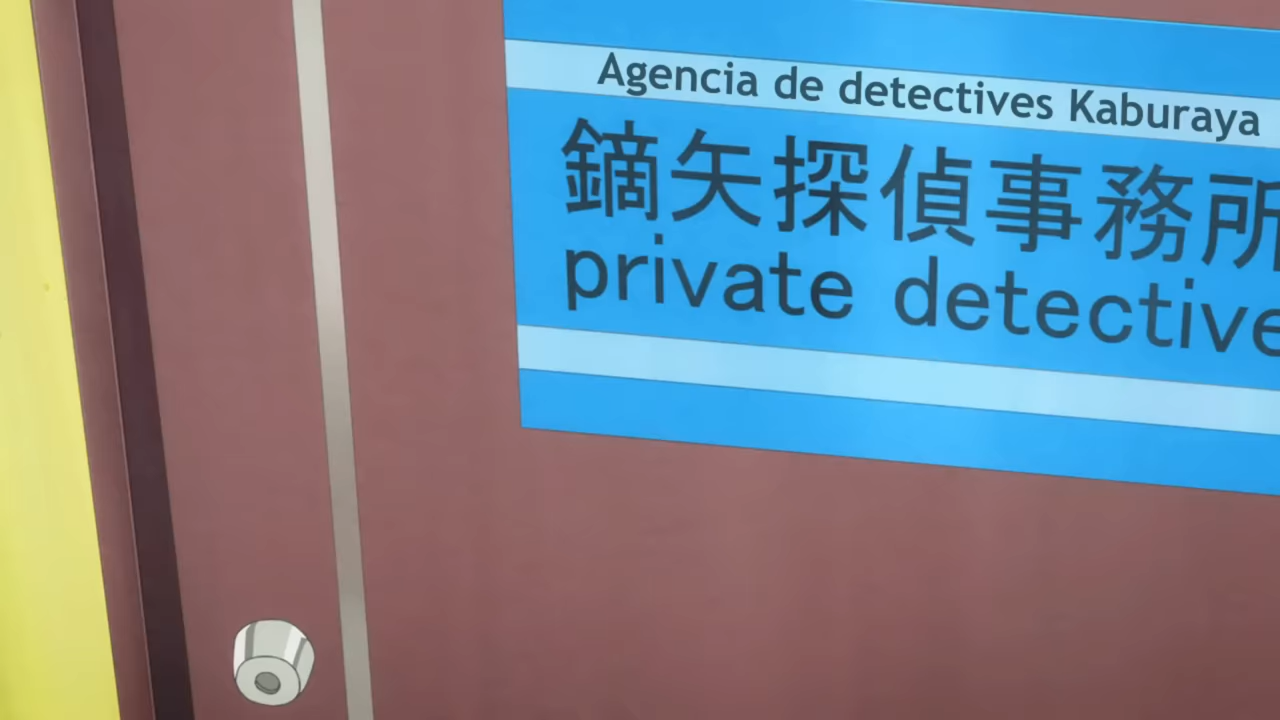 Agencia de detectives Kaburaya
鏑矢探偵事務所
private detective